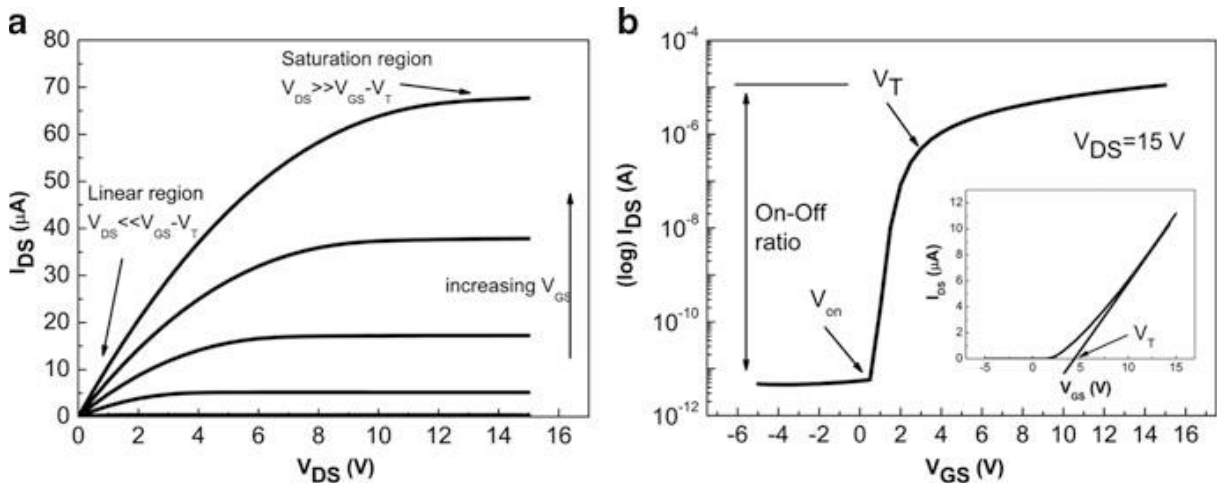 a
I_DS (μA)
80
70
60
50
40
30
20
10
0
Saturation region
V_DS>>V_GS-V_T
Linear region
V_DS<<V_GS-V_T
increasing V_GS
0 2 4 6 8 10 12 14 16
V_DS (V)
b
(log) I_DS (A)
10^-4
10^-6
10^-8
10^-10
10^-12
V_T
V_DS=15 V
On-Off
ratio
V_on
-6 -4 -2 0 2 4 6 8 10 12 14 16
V_GS (V)
I_DS (μA)
12
10
8
6
4
2
0
V_T
-5 0 5 10 15
V_GS (V)